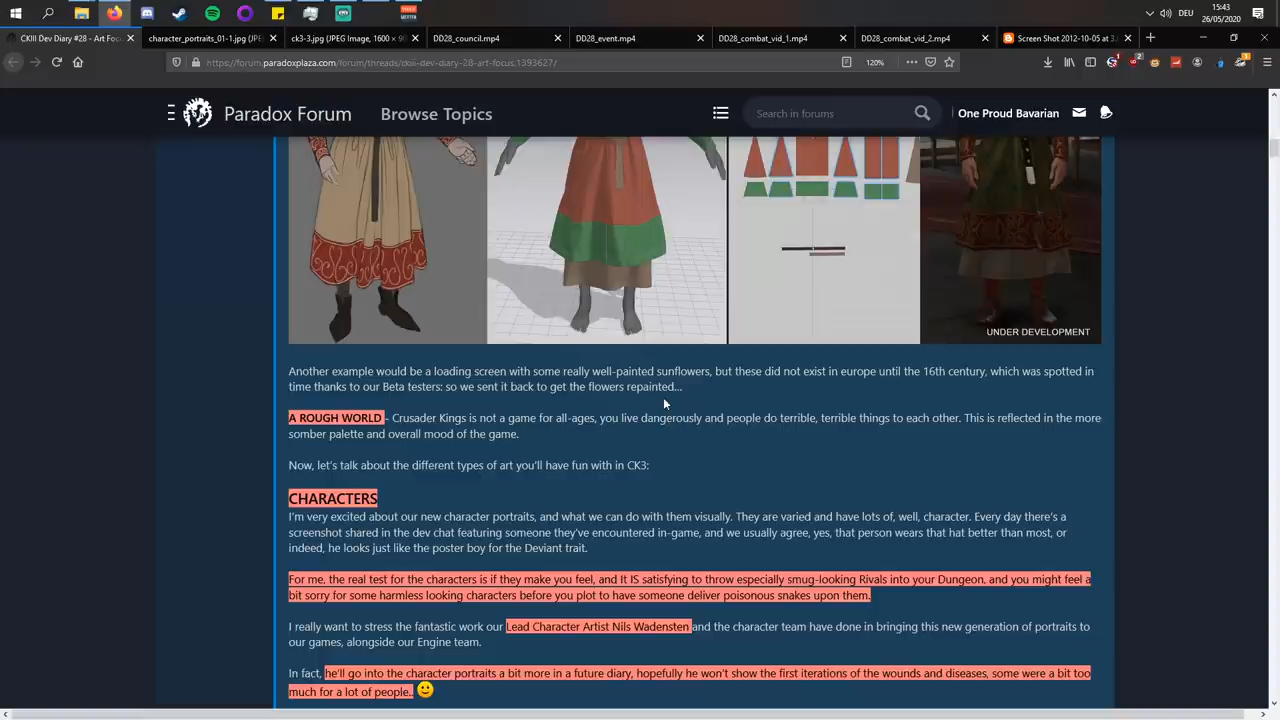 15:43
DEU
26/05/2020
CKIII Dev Diary #28 - Art Foc
character_portraits_01-1.jpg (JPE
ck3-3.jpg (JPEG Image, 1600 × 90
DD28_council.mp4
DD28_event.mp4
DD28_combat_vid_1.mp4
DD28_combat_vid_2.mp4
Screen Shot 2012-10-05 at 3.
https://forum.paradoxplaza.com/forum/threads/ckiii-dev-diary-28-art-focus.1393627/
120%
Paradox Forum
Browse Topics
Search in forums
One Proud Bavarian
UNDER DEVELOPMENT
Another example would be a loading screen with some really well-painted sunflowers, but these did not exist in europe until the 16th century, which was spotted in
time thanks to our Beta testers: so we sent it back to get the flowers repainted...
A ROUGH WORLD - Crusader Kings is not a game for all-ages, you live dangerously and people do terrible, terrible things to each other. This is reflected in the more
somber palette and overall mood of the game.
Now, let's talk about the different types of art you'll have fun with in CK3:
CHARACTERS
I'm very excited about our new character portraits, and what we can do with them visually. They are varied and have lots of, well, character. Every day there's a
screenshot shared in the dev chat featuring someone they've encountered in-game, and we usually agree, yes, that person wears that hat better than most, or
indeed, he looks just like the poster boy for the Deviant trait.
For me, the real test for the characters is if they make you feel, and It IS satisfying to throw especially smug-looking Rivals into your Dungeon, and you might feel a
bit sorry for some harmless looking characters before you plot to have someone deliver poisonous snakes upon them.
I really want to stress the fantastic work our Lead Character Artist Nils Wadensten and the character team have done in bringing this new generation of portraits to
our games, alongside our Engine team.
In fact, he'll go into the character portraits a bit more in a future diary, hopefully he won't show the first iterations of the wounds and diseases, some were a bit too
much for a lot of people..